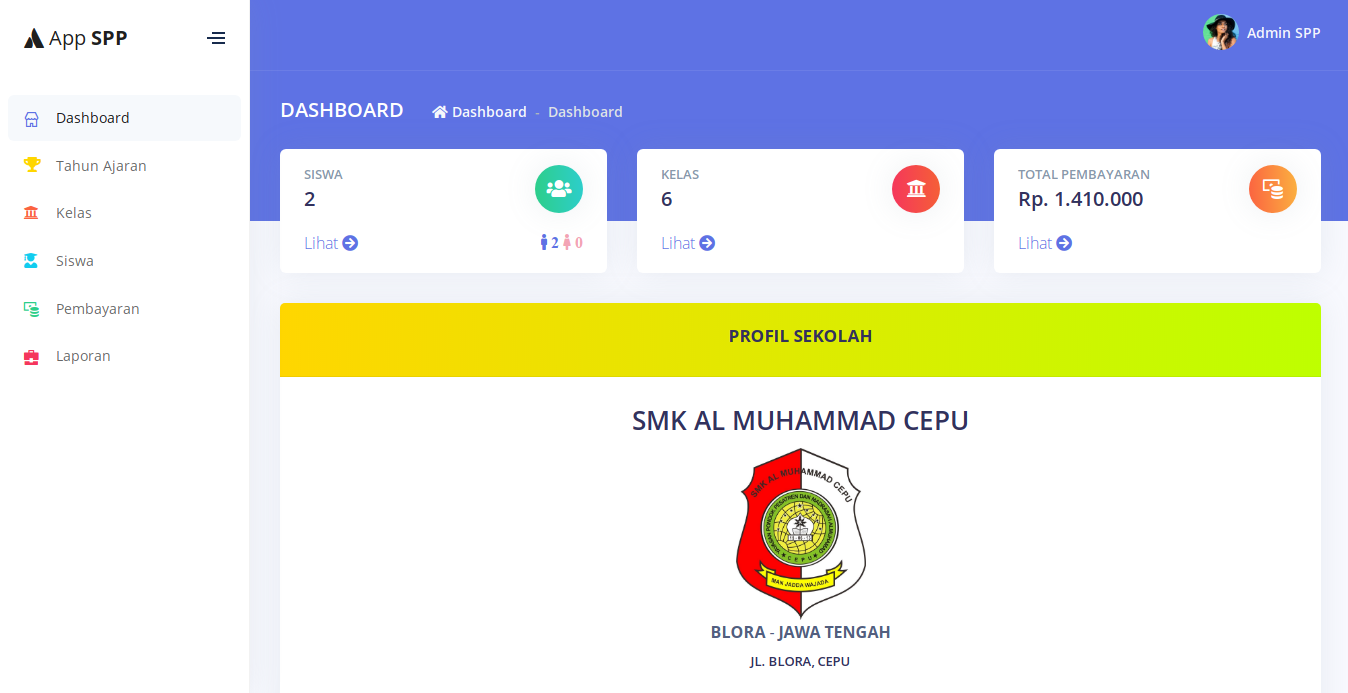 App SPP
Admin SPP
Dashboard
Tahun Ajaran
Kelas
Siswa
Pembayaran
Laporan
DASHBOARD
Dashboard - Dashboard
SISWA
2
Lihat
2 0
KELAS
6
Lihat
TOTAL PEMBAYARAN
Rp. 1.410.000
Lihat
PROFIL SEKOLAH
SMK AL MUHAMMAD CEPU
SMK AL MUHAMMAD CEPU
CEPU
MAN JADDA WAJADA
BLORA - JAWA TENGAH
JL. BLORA, CEPU